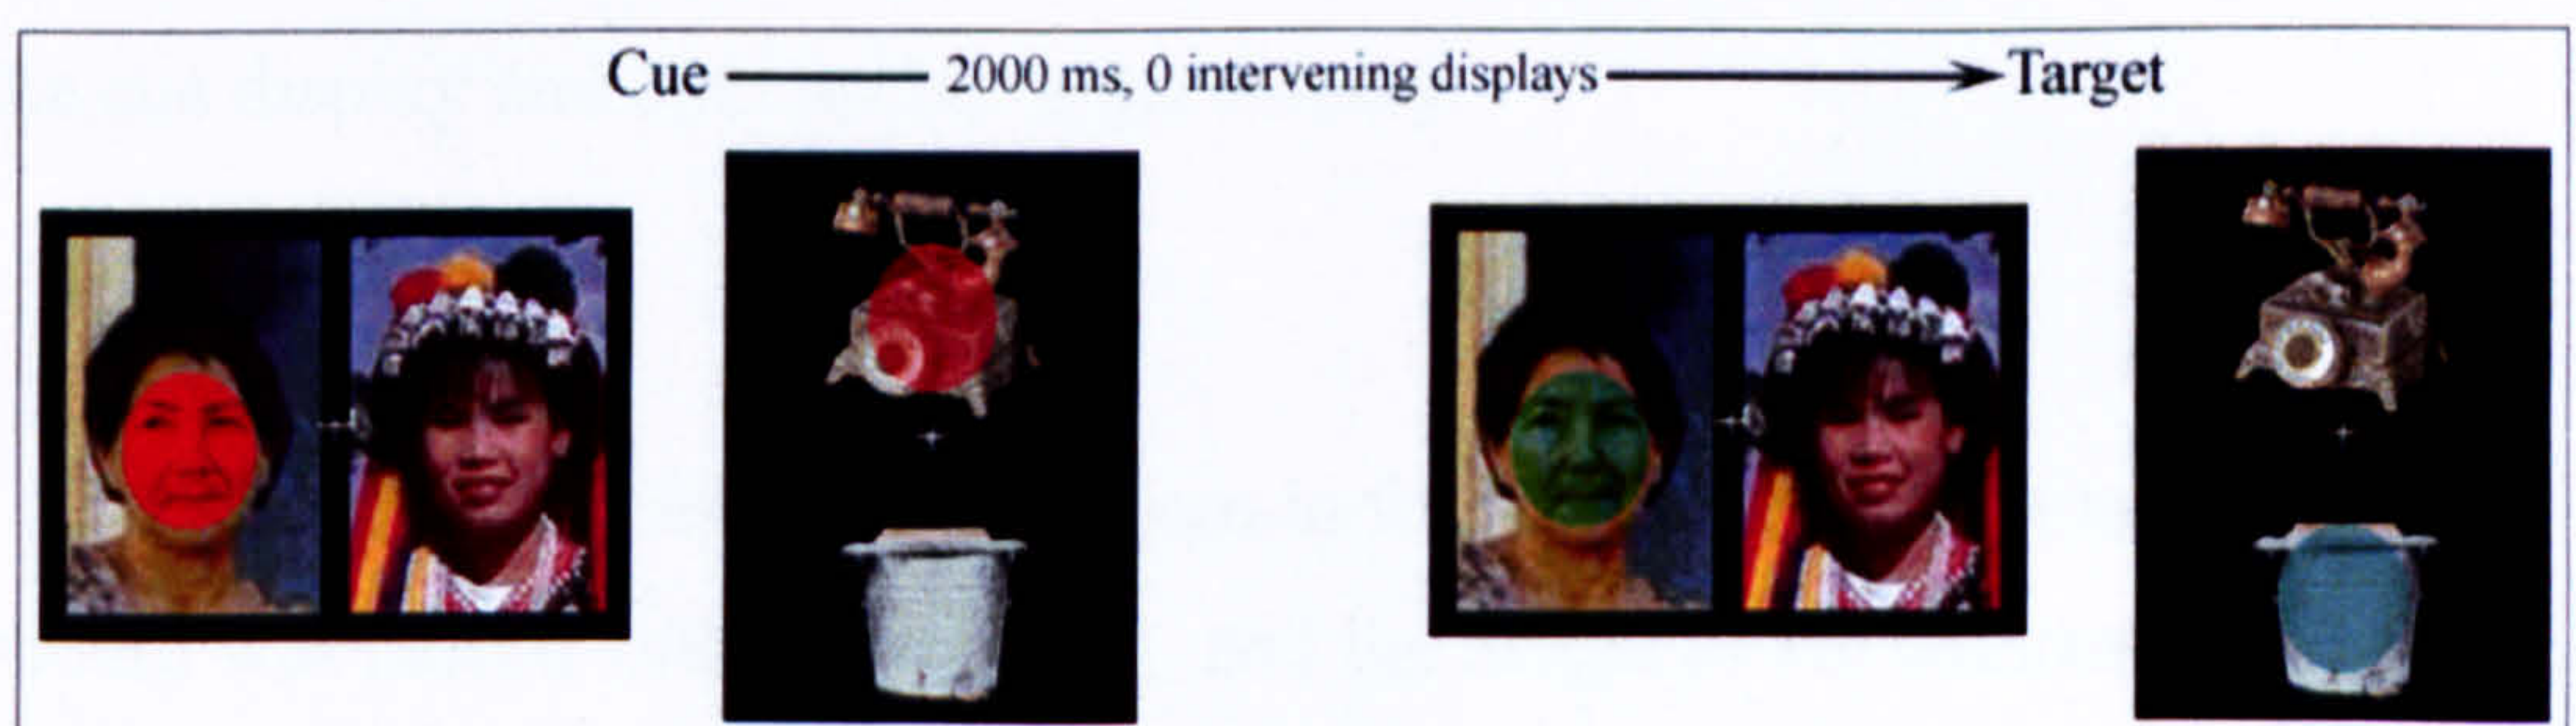 Cue 2000 ms, 0 intervening displays Target